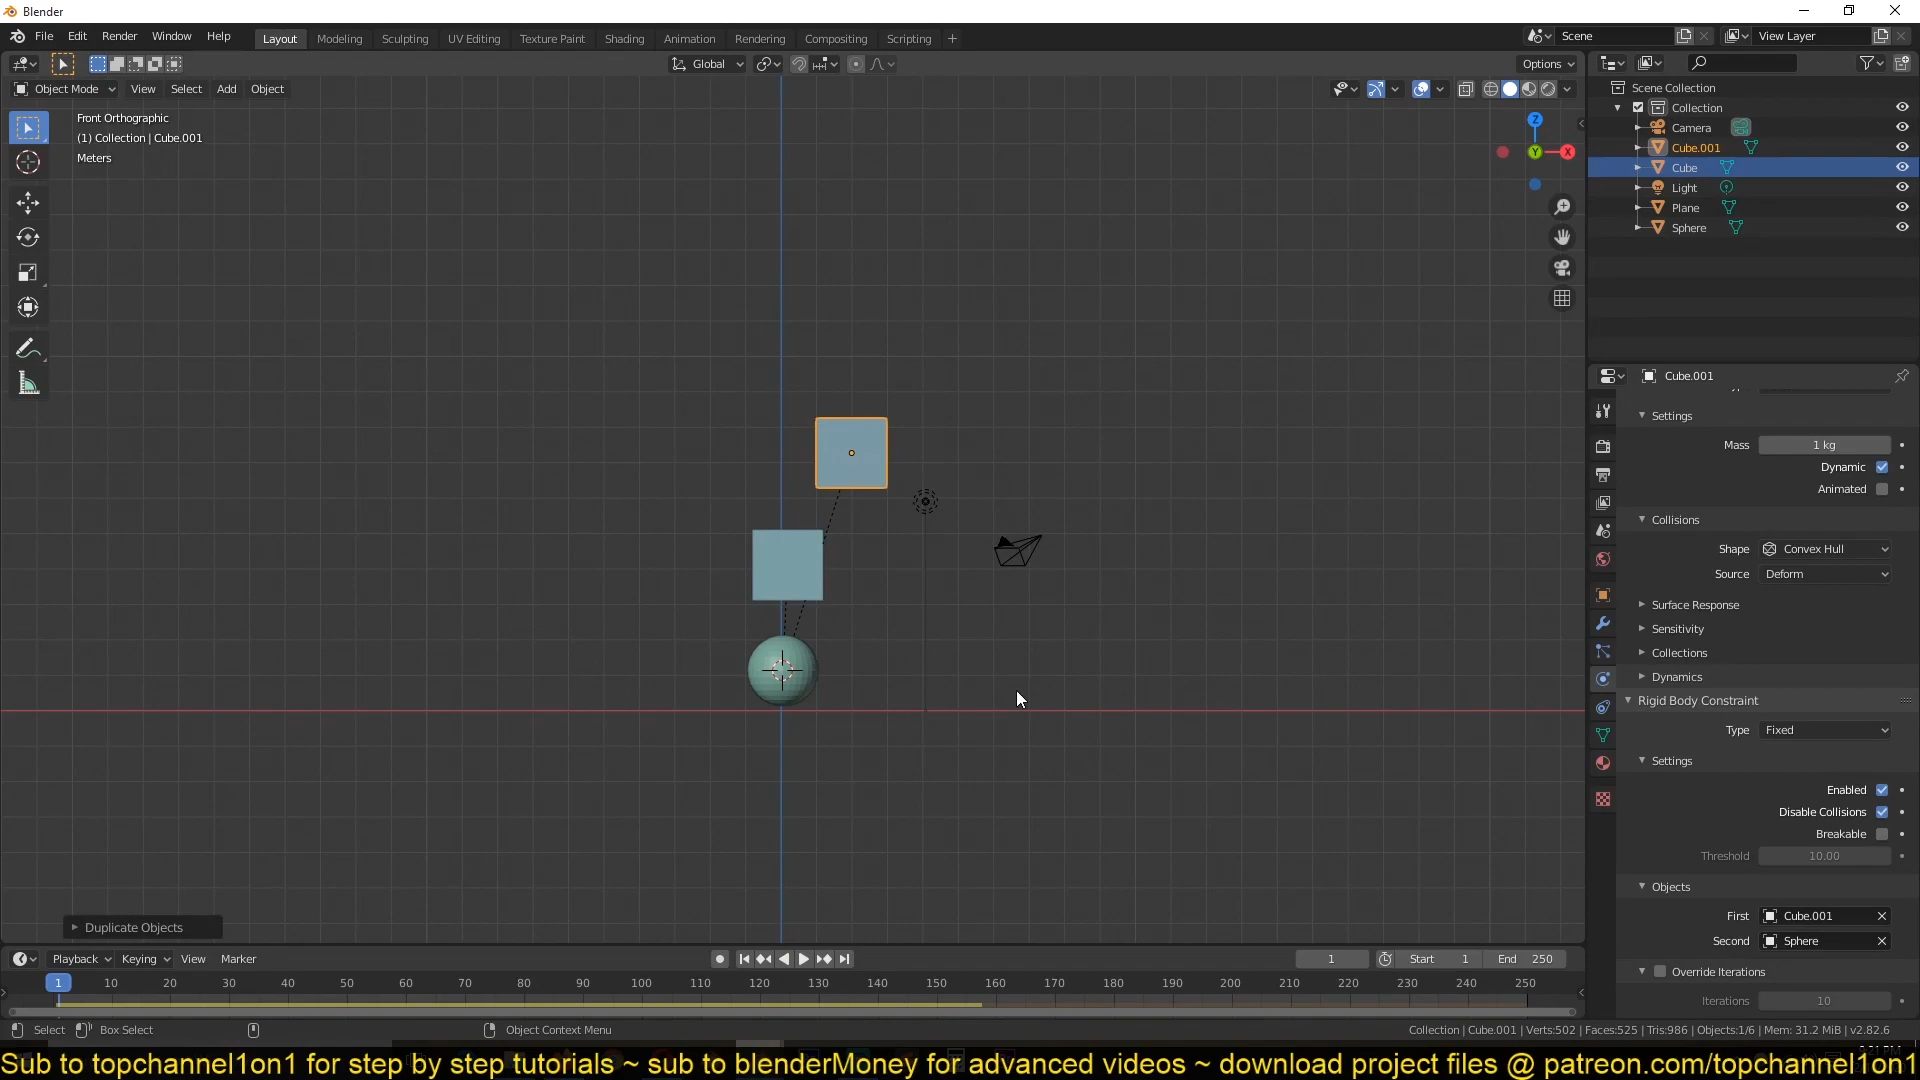 Blender
File Edit Render Window Help
Layout Modeling Sculpting UV Editing Texture Paint Shading Animation Rendering Compositing Scripting +
Scene
View Layer
Global
Options
Object Mode View Select Add Object
Front Orthographic
(1) Collection | Cube.001
Meters
Z
Y
X
Scene Collection
Collection
Camera
Cube.001
Cube
Light
Plane
Sphere
Cube.001
Settings
Mass 1 kg
Dynamic
Animated
Collisions
Shape Convex Hull
Source Deform
Surface Response
Sensitivity
Collections
Dynamics
Rigid Body Constraint
Type Fixed
Settings
Enabled
Disable Collisions
Breakable
Threshold 10.00
Objects
First Cube.001
Second Sphere
Override Iterations
Iterations 10
Duplicate Objects
Playback Keying View Marker
1 Start 1 End 250
1 10 20 30 40 50 60 70 80 90 100 110 120 130 140 150 160 170 180 190 200 210 220 230 240 250
Select Box Select Object Context Menu
Collection | Cube.001 | Verts:502 | Faces:525 | Tris:986 | Objects:1/6 | Mem: 31.2 MiB | v2.82.6
Sub to topchannel1on1 for step by step tutorials ~ sub to blenderMoney for advanced videos ~ download project files @ patreon.com/topchannel1on1